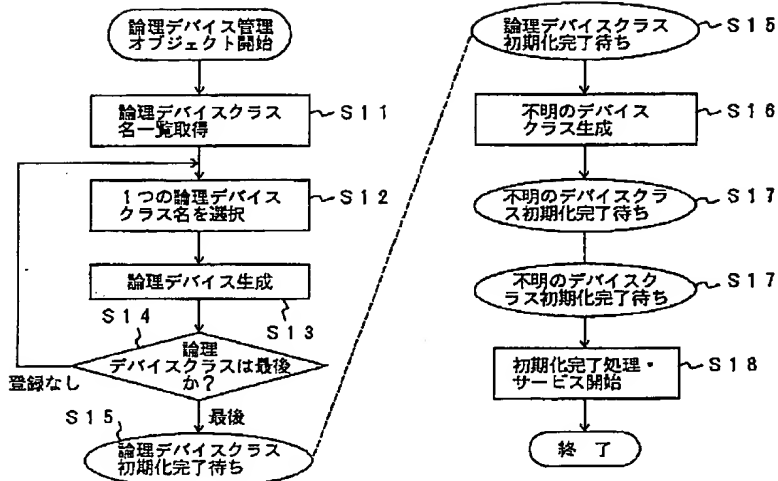 論理デバイス管理
オブジェクト開始
論理デバイスクラス
名一覧取得
S11
1つの論理デバイス
クラス名を選択
S12
論理デバイス生成
S13
S14
論理
デバイスクラスは最後
か?
登録なし
最後
S15
論理デバイスクラス
初期化完了待ち
論理デバイスクラス
初期化完了待ち
S15
不明のデバイス
クラス生成
S16
不明のデバイスクラ
ス初期化完了待ち
S17
不明のデバイスク
ラス初期化完了待ち
S17
初期化完了処理・
サービス開始
S18
終 了